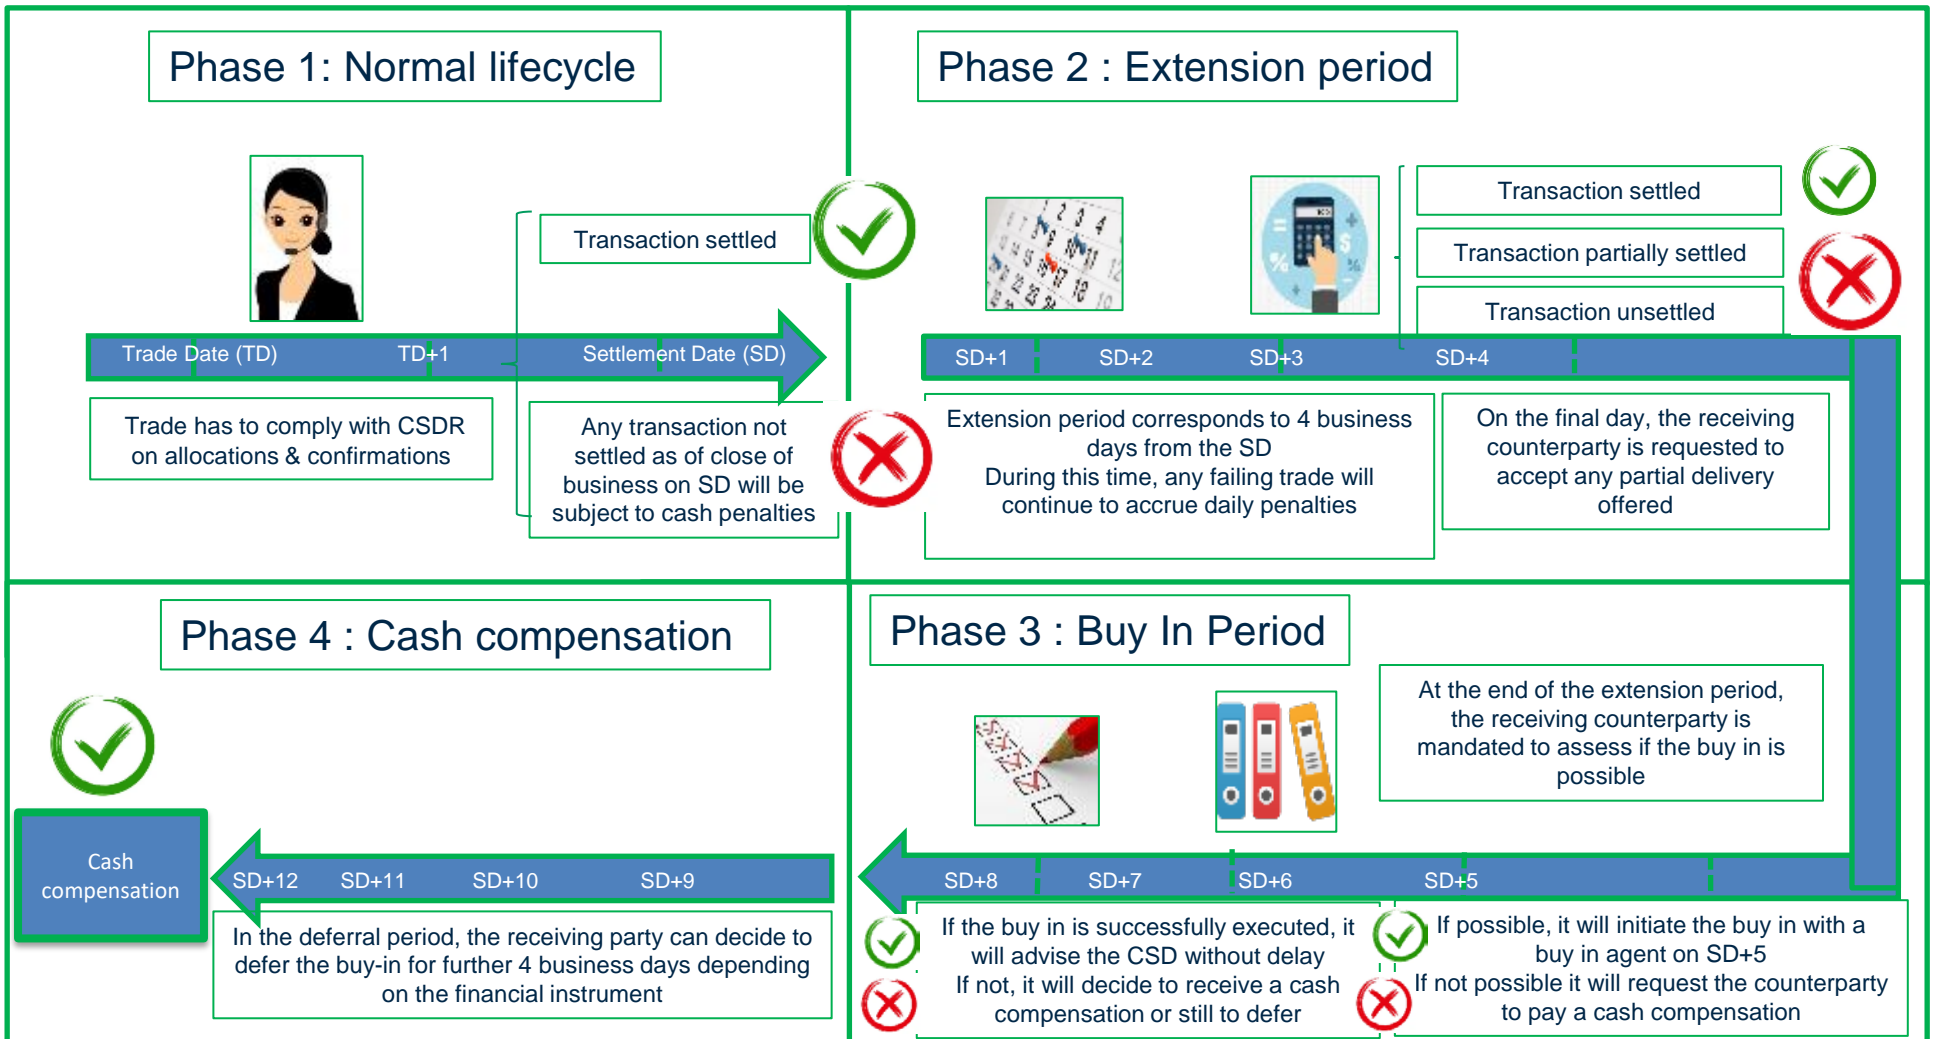 Phase 1: Normal lifecycle
Transaction settled
Trade Date (TD)
TD+1
Settlement Date (SD)
Trade has to comply with CSDR
on allocations & confirmations
Any transaction not
settled as of close of
business on SD will be
subject to cash penalties
Phase 2 : Extension period
Transaction settled
Transaction partially settled
Transaction unsettled
SD+1
SD+2
SD+3
SD+4
Extension period corresponds to 4 business
days from the SD
During this time, any failing trade will
continue to accrue daily penalties
On the final day, the receiving
counterparty is requested to
accept any partial delivery
offered
Phase 3 : Buy In Period
At the end of the extension period,
the receiving counterparty is
mandated to assess if the buy in is
possible
SD+8
SD+7
SD+6
SD+5
If the buy in is successfully executed, it
will advise the CSD without delay
If not, it will decide to receive a cash
compensation or still to defer
If possible, it will initiate the buy in with a
buy in agent on SD+5
If not possible it will request the counterparty
to pay a cash compensation
Phase 4 : Cash compensation
Cash
compensation
SD+12
SD+11
SD+10
SD+9
In the deferral period, the receiving party can decide to
defer the buy-in for further 4 business days depending
on the financial instrument